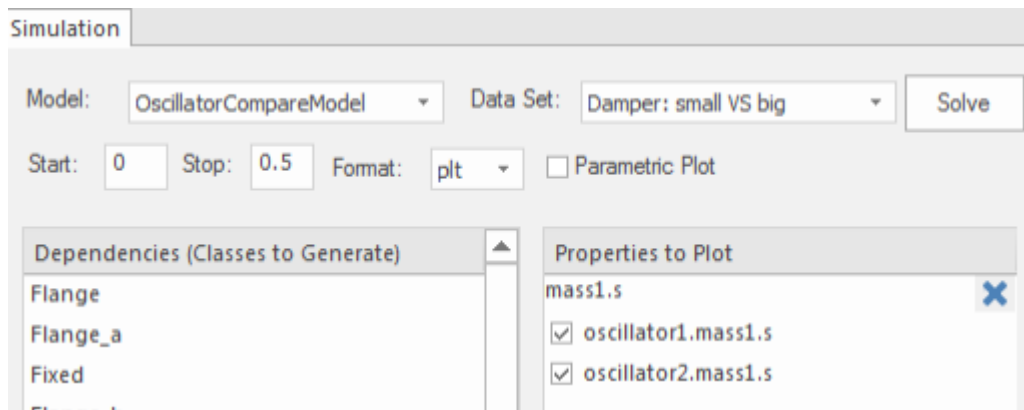 Simulation
Model: OscillatorCompareModel Data Set: Damper: small VS big Solve
Start: 0 Stop: 0.5 Format: plt Parametric Plot
Dependencies (Classes to Generate) Properties to Plot
Flange mass1.s
Flange_a oscillator1.mass1.s
Fixed oscillator2.mass1.s